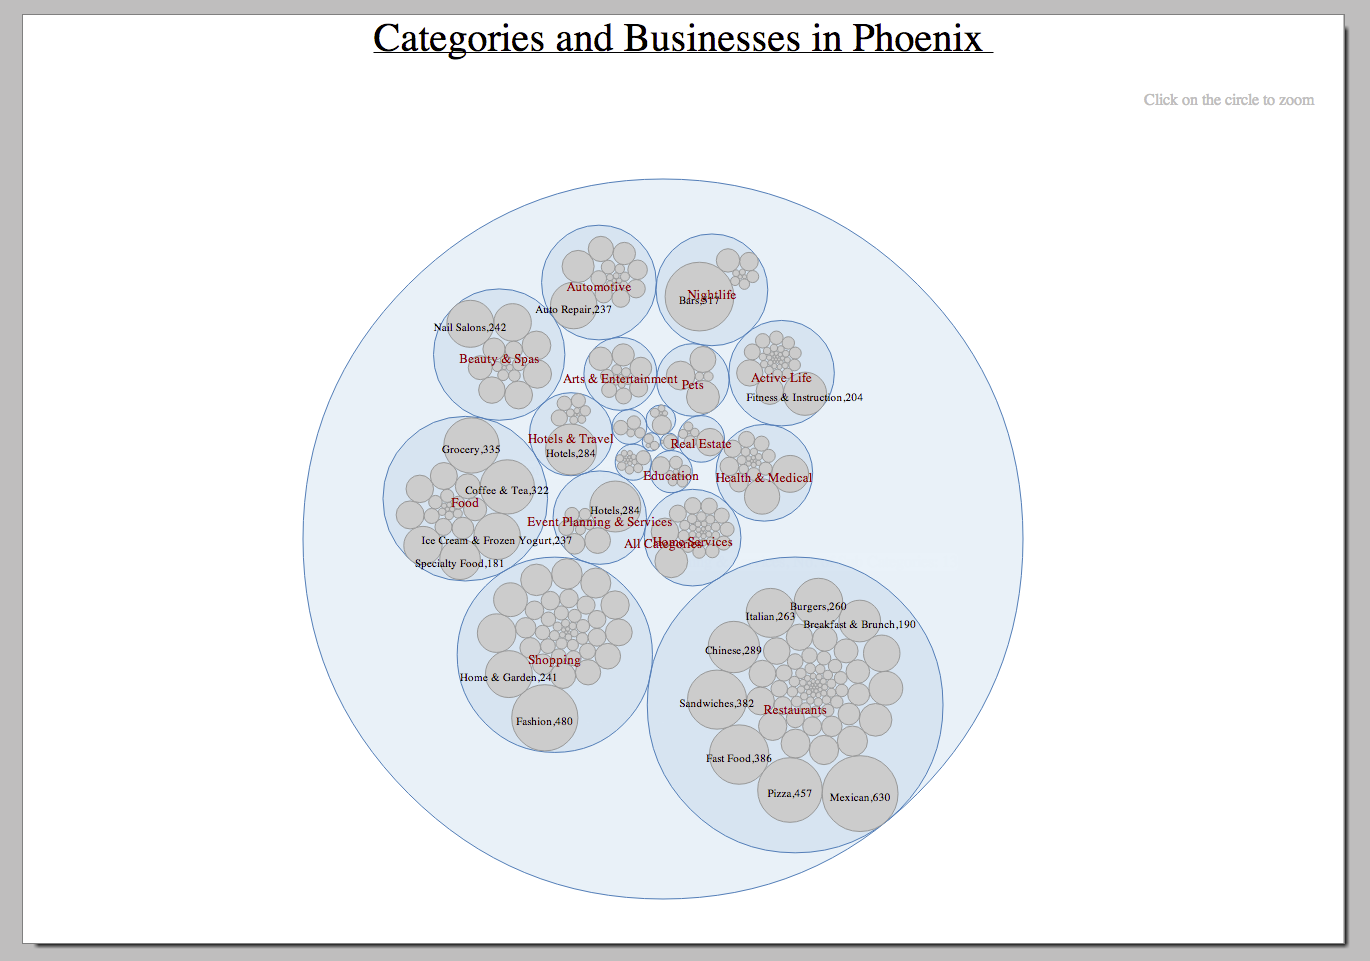 Categories and Businesses in Phoenix
Click on the circle to zoom
Automotive
Nightlife
Bars,517
Auto Repair,237
Nail Salons,242
Beauty & Spas
Arts & Entertainment
Pets
Active Life
Fitness & Instruction,204
Hotels & Travel
Real Estate
Grocery,335
Hotels,284
Education
Health & Medical
Coffee & Tea,322
Food
Hotels,284
Event Planning & Services
Ice Cream & Frozen Yogurt,237
All Categories
Home Services
Specialty Food,181
Burgers,260
Italian,263
Breakfast & Brunch,190
Chinese,289
Shopping
Home & Garden,241
Sandwiches,382
Restaurants
Fashion,480
Fast Food,386
Pizza,457
Mexican,630